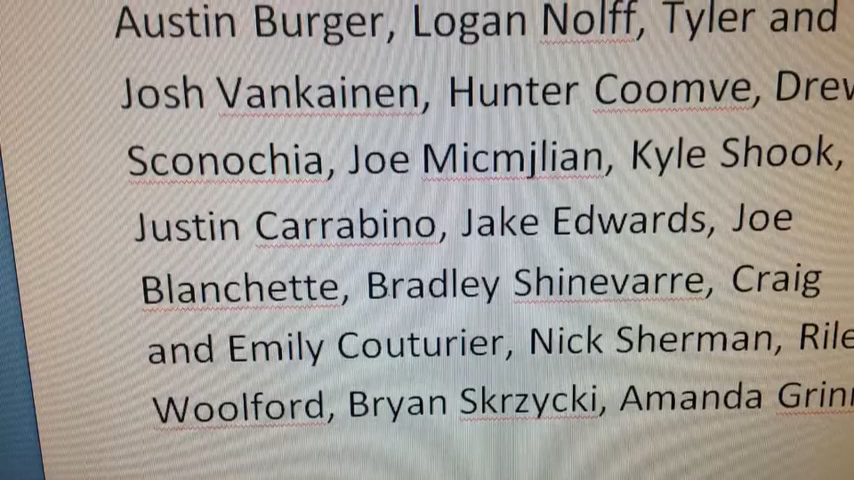 Austin Burger, Logan Nolff, Tyler and
Josh Vankainen, Hunter Coomve, Drew
Sconochia, Joe Micmjlian, Kyle Shook,
Justin Carrabino, Jake Edwards, Joe
Blanchette, Bradley Shinevarre, Craig
and Emily Couturier, Nick Sherman,
Woolford, Bryan Skrzycki, Amanda